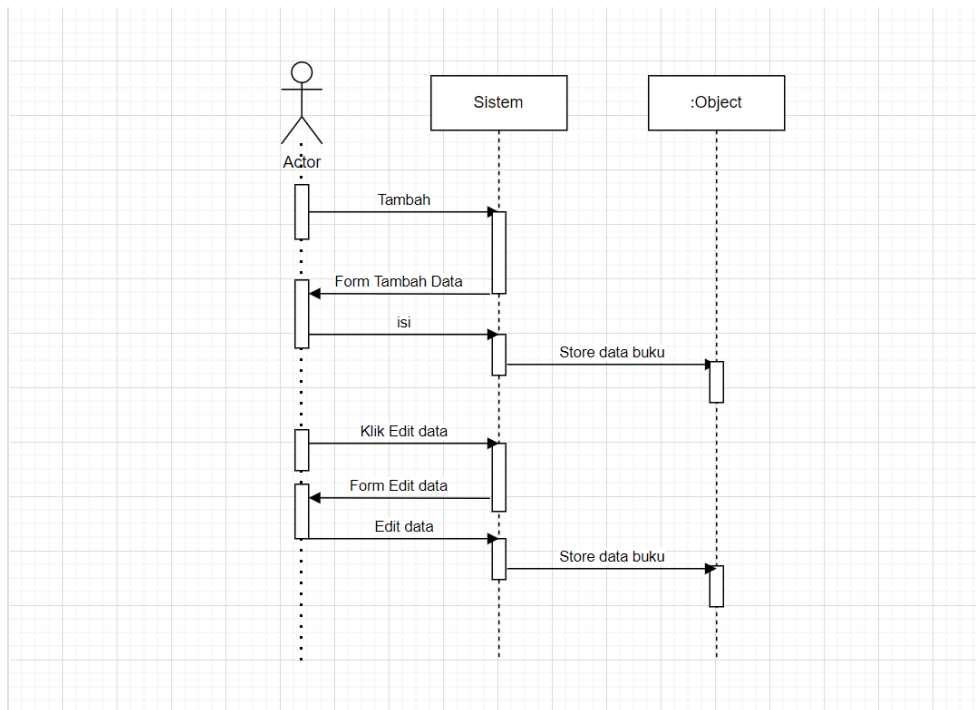 Sistem
:Object
Actor
Tambah
Form Tambah Data
isi
Store data buku
Klik Edit data
Form Edit data
Edit data
Store data buku